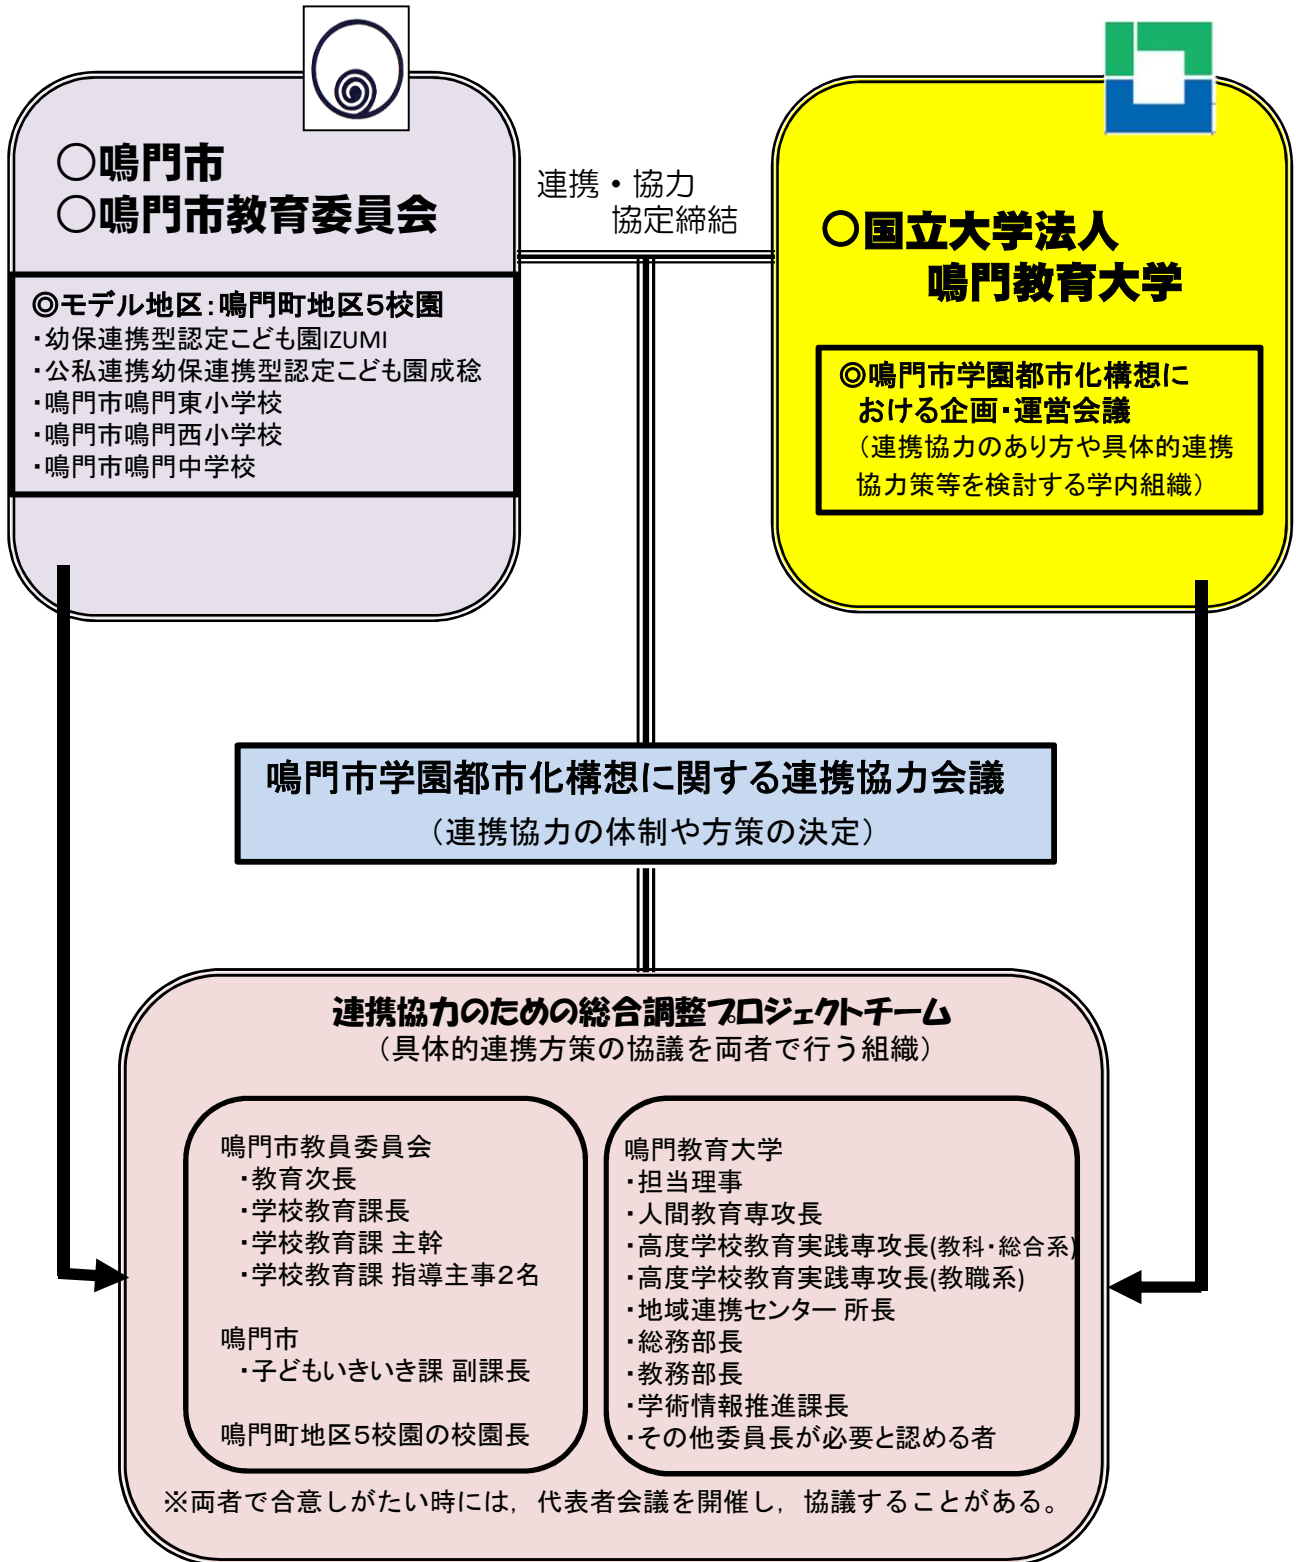 ○鳴門市
○鳴門市教育委員会
◎モデル地区：鳴門町地区5校園
・幼保連携型認定こども園IZUMI
・公私連携幼保連携型認定こども園成稔
・鳴門市鳴門東小学校
・鳴門市鳴門西小学校
・鳴門市鳴門中学校
連携・協力
協定締結
○国立大学法人
鳴門教育大学
◎鳴門市学園都市化構想に
おける企画・運営会議
（連携協力のあり方や具体的連携
協力策等を検討する学内組織）
鳴門市学園都市化構想に関する連携協力会議
（連携協力の体制や方策の決定）
連携協力のための総合調整プロジェクトチーム
（具体的連携方策の協議を両者で行う組織）
鳴門市教員委員会
・教育次長
・学校教育課長
・学校教育課 主幹
・学校教育課 指導主事2名
鳴門市
・子どもいきいき課 副課長
鳴門町地区5校園の校園長
鳴門教育大学
・担当理事
・人間教育専攻長
・高度学校教育実践専攻長(教科・総合系)
・高度学校教育実践専攻長(教職系)
・地域連携センター 所長
・総務部長
・教務部長
・学術情報推進課長
・その他委員長が必要と認める者
※両者で合意しがたい時には，代表者会議を開催し，協議することがある。